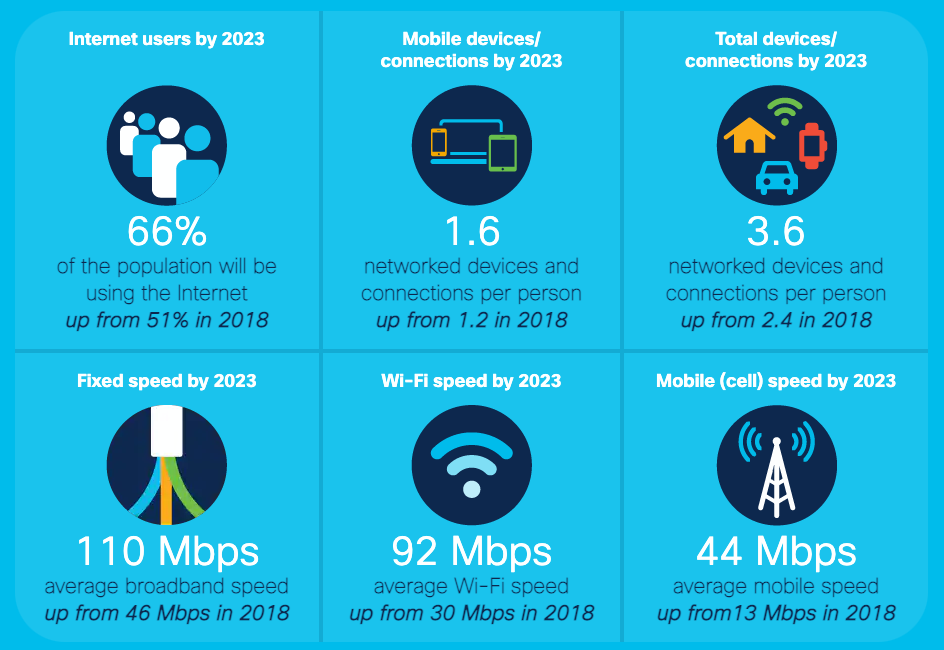 Internet users by 2023
66%
of the population will be
using the Internet
up from 51% in 2018
Mobile devices/
connections by 2023
1.6
networked devices and
connections per person
up from 1.2 in 2018
Total devices/
connections by 2023
3.6
networked devices and
connections per person
up from 2.4 in 2018
Fixed speed by 2023
110 Mbps
average broadband speed
up from 46 Mbps in 2018
Wi-Fi speed by 2023
92 Mbps
average Wi-Fi speed
up from 30 Mbps in 2018
Mobile (cell) speed by 2023
44 Mbps
average mobile speed
up from13 Mbps in 2018